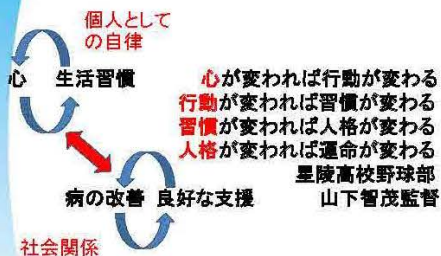 個人として
の自律
心 生活習慣
心が変われば行動が変わる
行動が変われば習慣が変わる
習慣が変われば人格が変わる
人格が変われば運命が変わる
星陵高校野球部
山下智茂監督
病の改善 良好な支援
社会関係